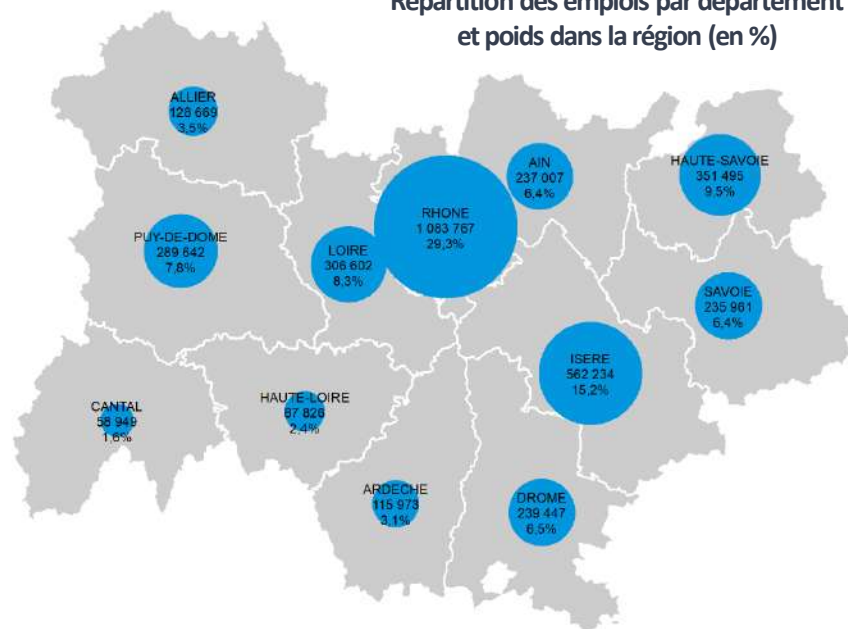 Répartition des emplois par département
et poids dans la région (en %)
ALLIER
128 669
3,5%
AIN
237 007
6,4%
HAUTE-SAVOIE
351 495
9,5%
RHONE
1 083 767
29,3%
PUY-DE-DOME
289 642
7,8%
LOIRE
306 602
8,3%
SAVOIE
235 961
6,4%
ISERE
562 234
15,2%
CANTAL
58 949
1,6%
HAUTE-LOIRE
87 826
2,4%
ARDECHE
115 973
3,1%
DROME
239 447
6,5%